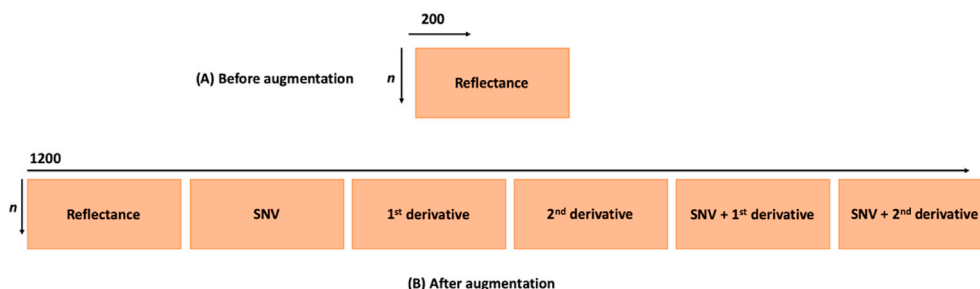 200
(A) Before augmentation
n
Reflectance
1200
n
Reflectance
SNV
1st derivative
2nd derivative
SNV + 1st derivative
SNV + 2nd derivative
(B) After augmentation